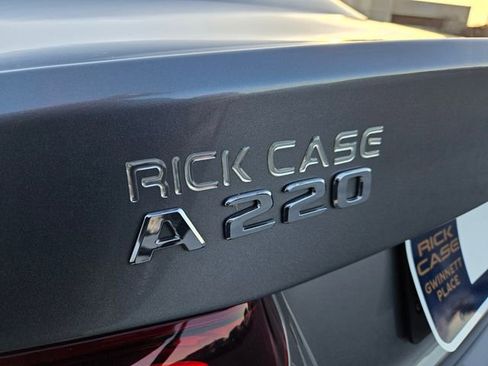 RICK CASE
A 220
RICK
CASE
GWINNETT
PLACE